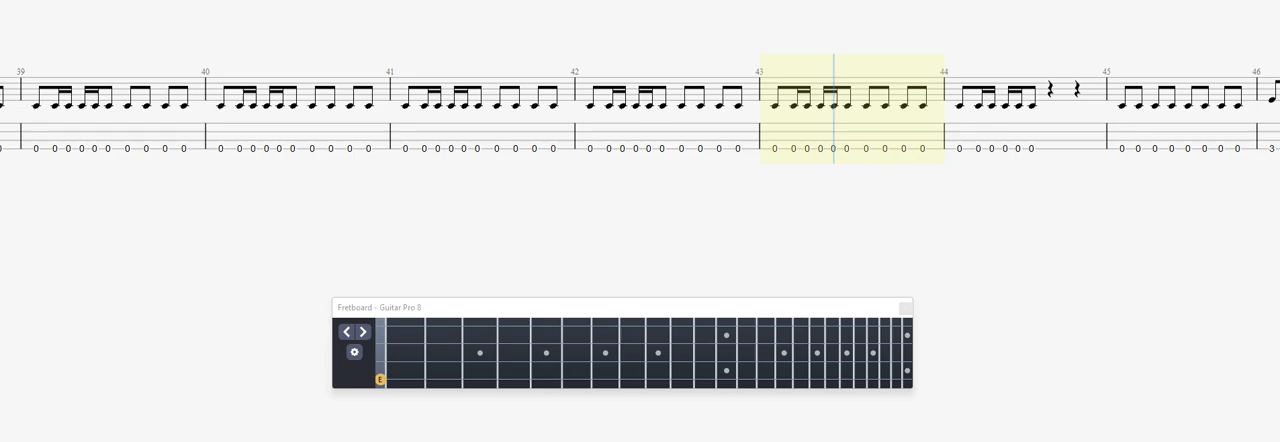 39 40 41 42 43 44 45 46
0 0 0 0 0 0 0 0 0 0 0 0 0 0 0 0 0 0 0 0 0 0 0 0 0 0 0 0 0 0 0 0 0 0 0 0 0 0 0 0 0 0 0 0 0 0 0 0 0 0 0 0 0 0 0 0 0 0 0 0 0 0 0 0 0 3
Fretboard - Guitar Pro 8
E